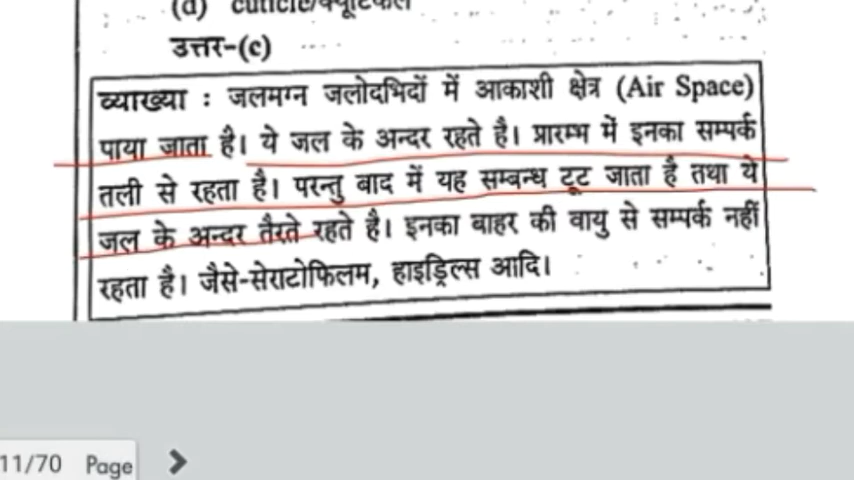 (d) cuticle/क्यूटिकल
उत्तर-(c)
व्याख्या : जलमग्न जलोदभिदों में आकाशी क्षेत्र (Air Space)
पाया जाता है। ये जल के अन्दर रहते है। प्रारम्भ में इनका सम्पर्क
तली से रहता है। परन्तु बाद में यह सम्बन्ध टूट जाता है तथा ये
जल के अन्दर तैरते रहते है। इनका बाहर की वायु से सम्पर्क नहीं
रहता है। जैसे-सेराटोफिलम, हाइड्रिल्स आदि।
11/70 Page